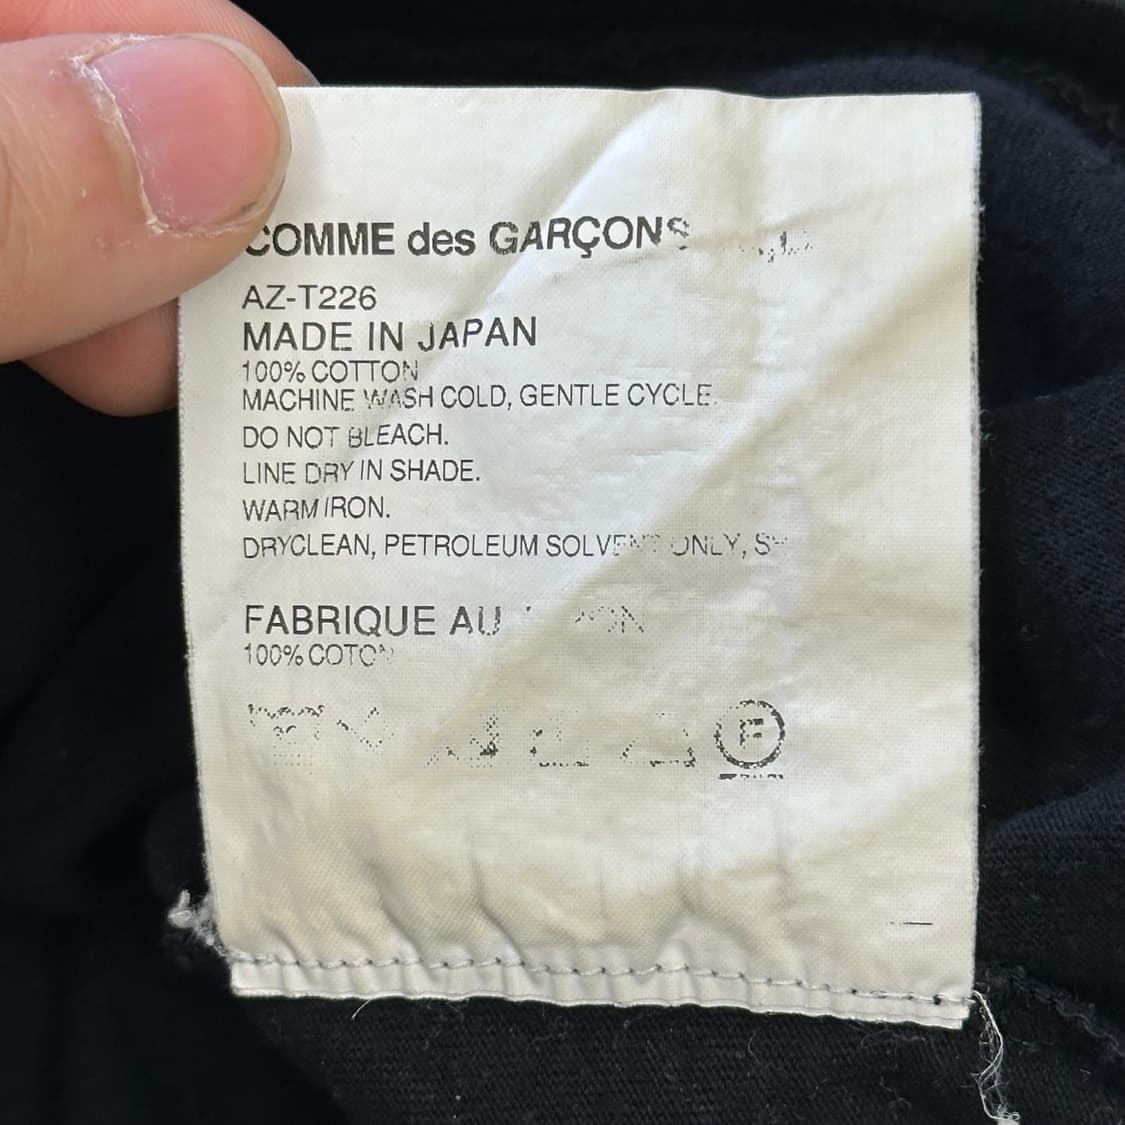 COMME des GARÇONS
AZ-T226
MADE IN JAPAN
100% COTTON
MACHINE WASH COLD, GENTLE CYCLE.
DO NOT BLEACH.
LINE DRY IN SHADE.
WARM IRON.
DRYCLEAN, PETROLEUM SOLVENT ONLY,
FABRIQUE AU
100% COTON
F